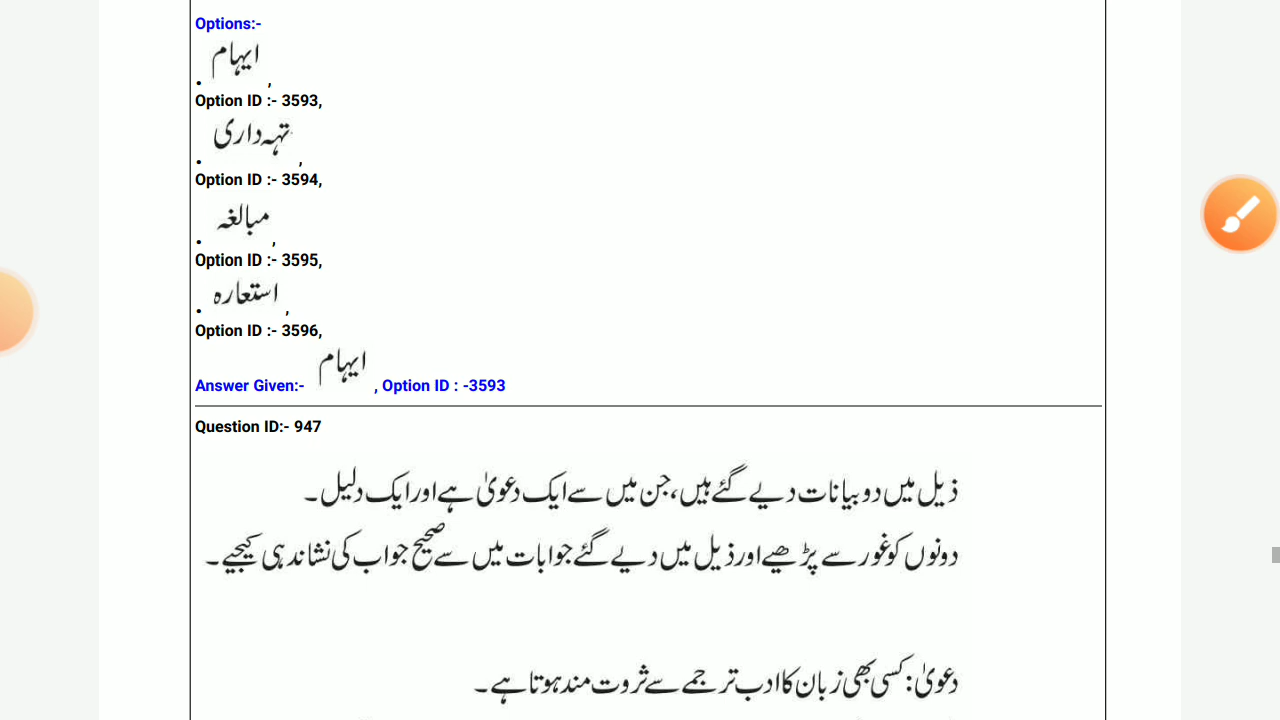 Options:-
• ایہام ,
Option ID :- 3593,
• تہہ داری ,
Option ID :- 3594,
• مبالغہ ,
Option ID :- 3595,
• استعارہ ,
Option ID :- 3596,
Answer Given:- ایہام , Option ID : -3593
Question ID:- 947
ذیل میں دو بیانات دیے گئے ہیں، جن میں سے ایک دعویٰ ہے اور ایک دلیل۔
دونوں کو غور سے پڑھیے اور ذیل میں دیے گئے جوابات میں سے صحیح جواب کی نشاندہی کیجیے۔
دعویٰ: کسی بھی زبان کا ادب ترجمے سے ثروت مند ہوتا ہے۔